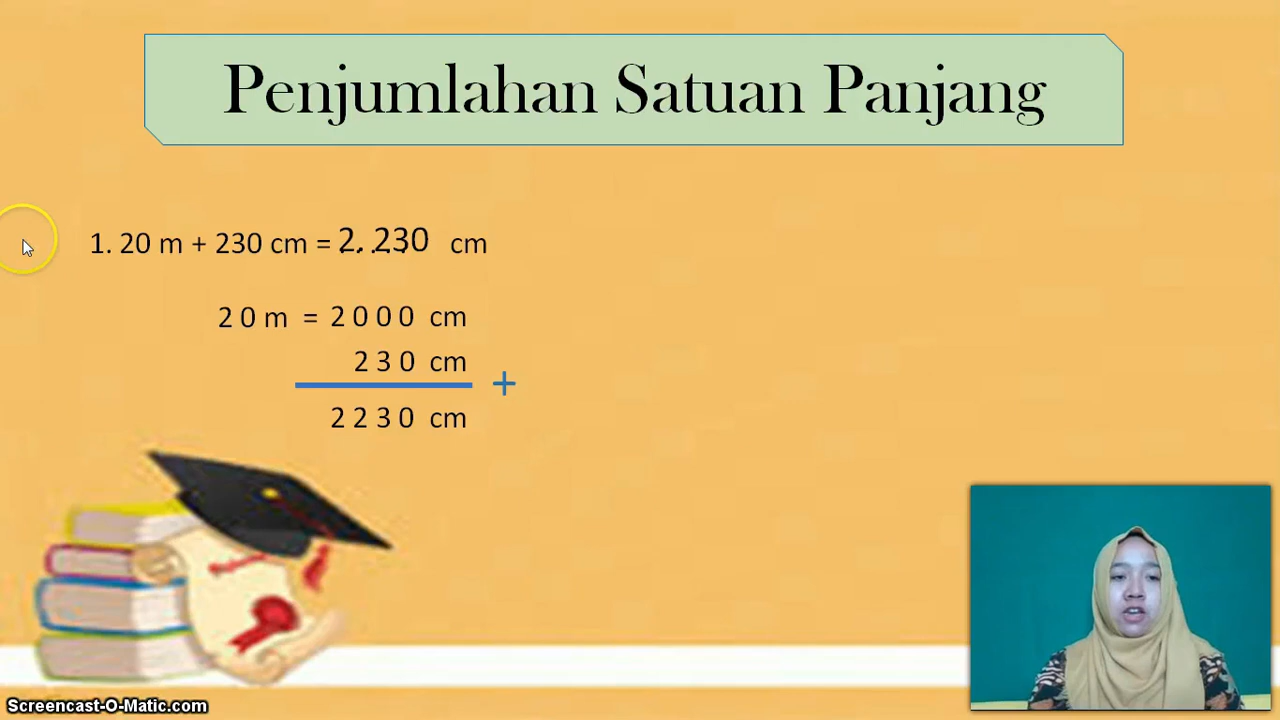 Penjumlahan Satuan Panjang
1. 20 m + 230 cm = 2.230 cm
20 m = 2000 cm
230 cm
+
2230 cm
Screencast-O-Matic.com